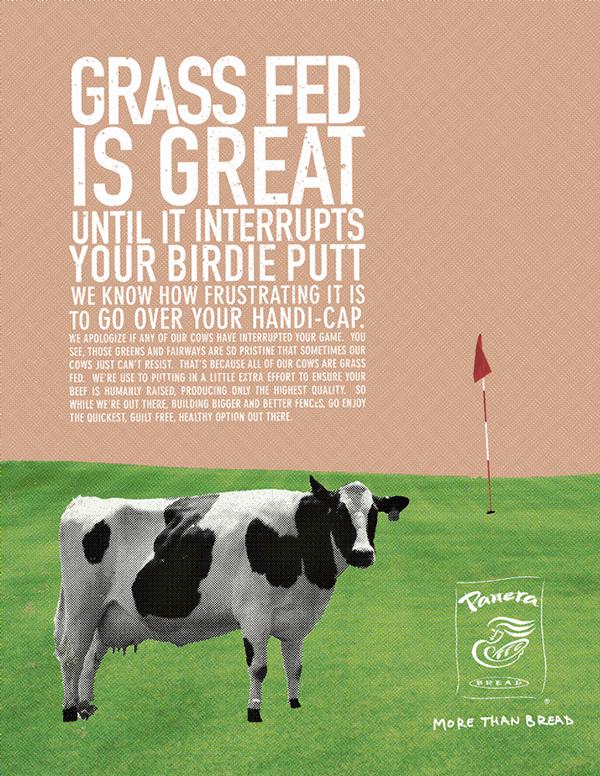 GRASS FED
IS GREAT
UNTIL IT INTERRUPTS
YOUR BIRDIE PUTT
WE KNOW HOW FRUSTRATING IT IS
TO GO OVER YOUR HANDI-CAP.
WE APOLOGIZE IF ANY OF OUR COWS HAVE INTERRUPTED YOUR GAME. YOU
SEE, THOSE GREENS AND FAIRWAYS ARE SO PRISTINE THAT SOMETIMES OUR
COWS JUST CAN'T RESIST. THAT'S BECAUSE ALL OF OUR COWS ARE GRASS
FED. WE'RE USE TO PUTTING IN A LITTLE EXTRA EFFORT TO ENSURE YOUR
BEEF IS HUMANLY RAISED, PRODUCING ONLY THE HIGHEST QUALITY. SO
WHILE WE'RE OUT THERE, BUILDING BIGGER AND BETTER FENCES, GO ENJOY
THE QUICKEST, GUILT FREE, HEALTHY OPTION OUT THERE.
Panera
BREAD
®
MORE THAN BREAD